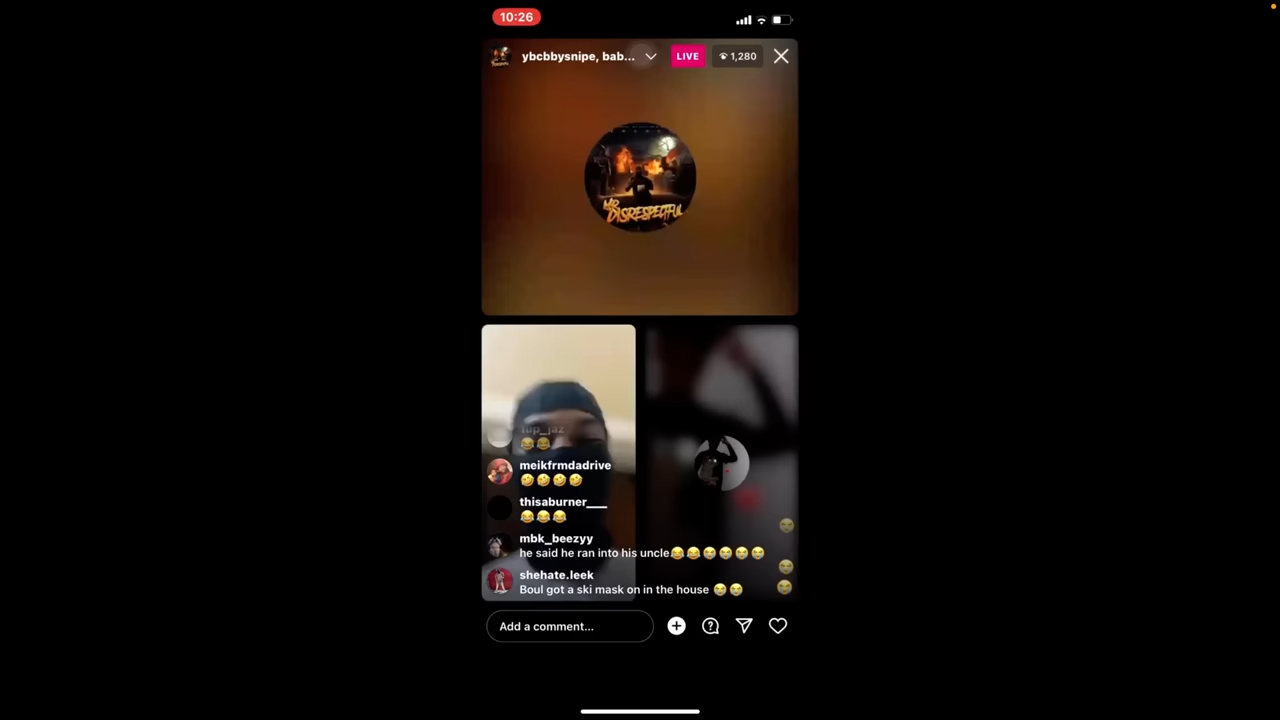 10:26
ybcbbysnipe, bab...
LIVE
1,280
MR
DISRESPECTFUL
meikfrmdadrive
🤣🤣🤣🤣
thisaburner___
😂😂😂
mbk_beezyy
he said he ran into his uncle😂😂😭😭😭😭
shehate.leek
Boul got a ski mask on in the house 😭😭
Add a comment...